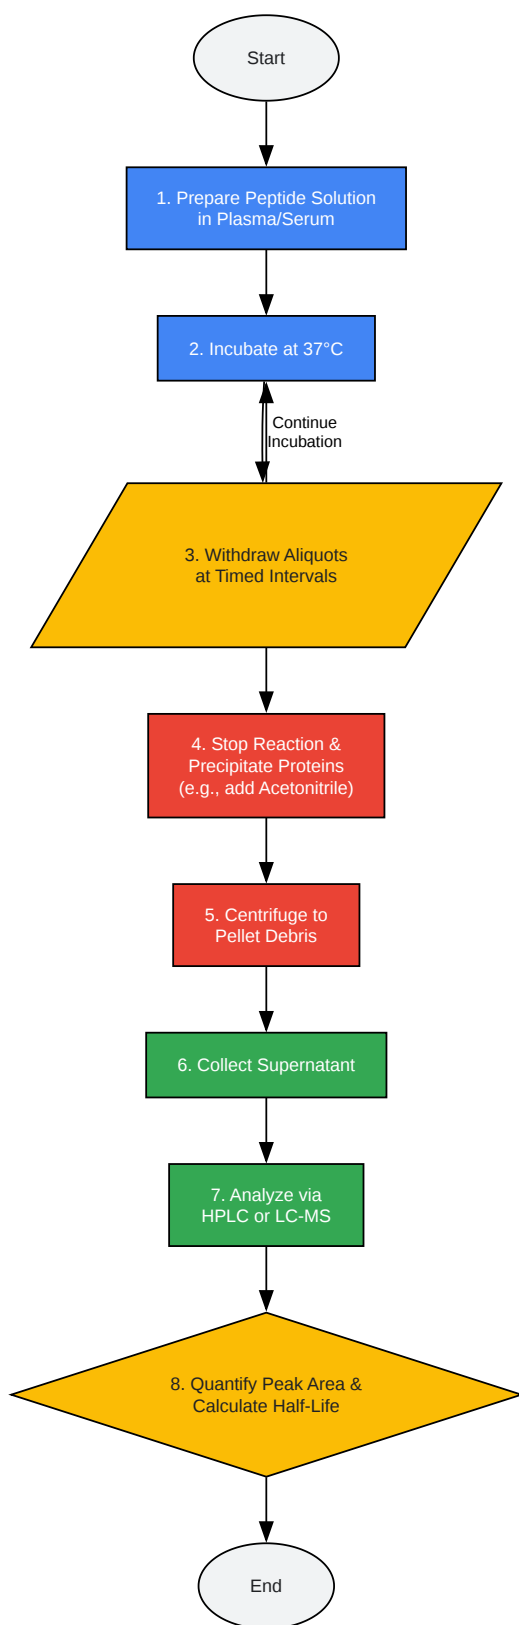 Start
1. Prepare Peptide Solution
in Plasma/Serum
2. Incubate at 37°C
Continue
Incubation
3. Withdraw Aliquots
at Timed Intervals
4. Stop Reaction &
Precipitate Proteins
(e.g., add Acetonitrile)
5. Centrifuge to
Pellet Debris
6. Collect Supernatant
7. Analyze via
HPLC or LC-MS
8. Quantify Peak Area &
Calculate Half-Life
End